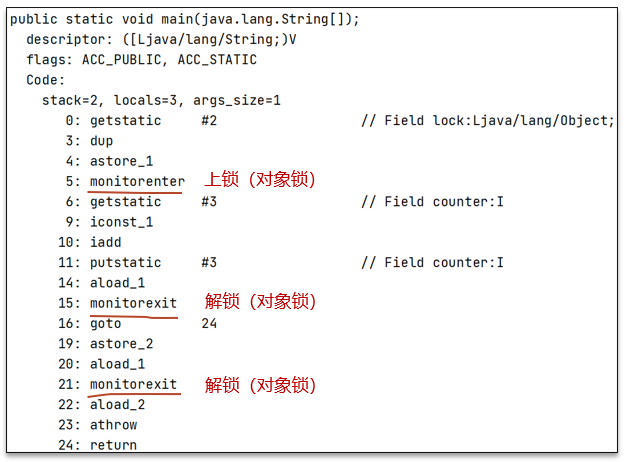 public static void main(java.lang.String[]);
descriptor: ([Ljava/lang/String;)V
flags: ACC_PUBLIC, ACC_STATIC
Code:
stack=2, locals=3, args_size=1
0: getstatic #2 // Field lock:Ljava/lang/Object;
3: dup
4: astore_1
5: monitorenter 上锁（对象锁）
6: getstatic #3 // Field counter:I
9: iconst_1
10: iadd
11: putstatic #3 // Field counter:I
14: aload_1
15: monitorexit 解锁（对象锁）
16: goto 24
19: astore_2
20: aload_1
21: monitorexit 解锁（对象锁）
22: aload_2
23: athrow
24: return